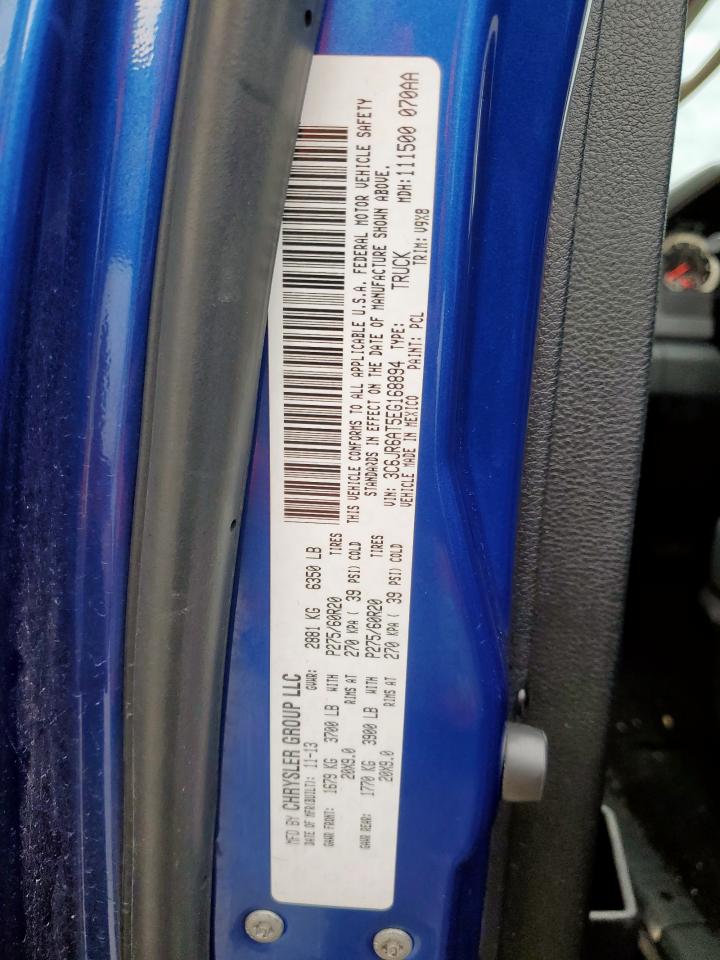 MFD BY CHRYSLER GROUP LLC
DATE OF MFR(BUILT): 11-13 GVWR: 2881 KG 6350 LB
GAWR FRONT: 1679 KG 3700 LB WITH P275/60R20 TIRES
20X9.0 RIMS AT 270 KPA ( 39 PSI) COLD
GAWR REAR: 1770 KG 3900 LB WITH P275/60R20 TIRES
20X9.0 RIMS AT 270 KPA ( 39 PSI) COLD
THIS VEHICLE CONFORMS TO ALL APPLICABLE U.S.A. FEDERAL MOTOR VEHICLE SAFETY
STANDARDS IN EFFECT ON THE DATE OF MANUFACTURE SHOWN ABOVE.
VIN: 3C6JR6AT5EG168894 TYPE: TRUCK MDH:111500 070AA
VEHICLE MADE IN MEXICO PAINT: PCL TRIM: V9X8